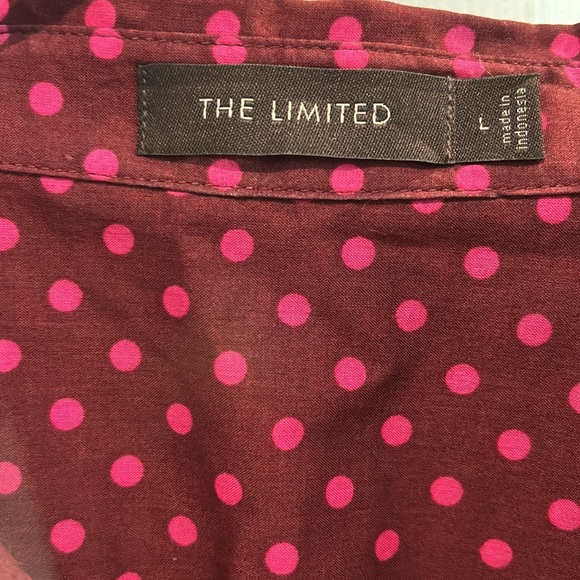 THE LIMITED
L
made in
indonesia